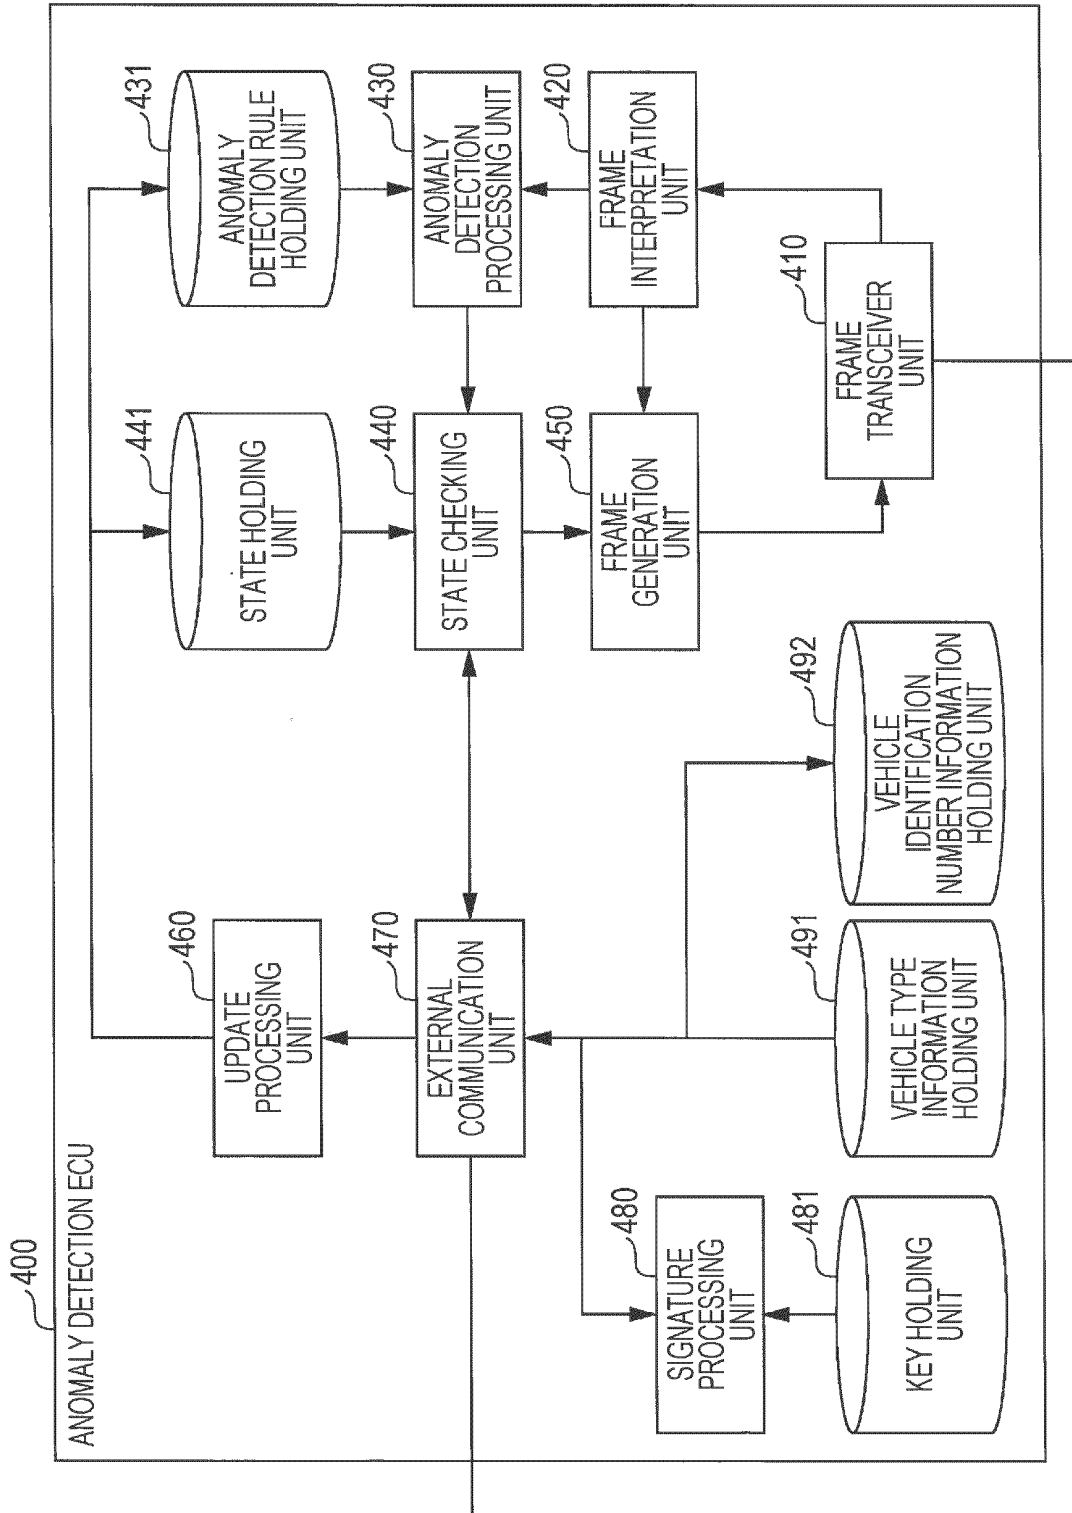 400
ANOMALY DETECTION ECU
460
UPDATE
PROCESSING
UNIT
441
STATE HOLDING
UNIT
431
ANOMALY
DETECTION RULE
HOLDING UNIT
470
EXTERNAL
COMMUNICATION
UNIT
440
STATE CHECKING
UNIT
430
ANOMALY
DETECTION
PROCESSING UNIT
450
FRAME
GENERATION
UNIT
420
FRAME
INTERPRETATION
UNIT
480
SIGNATURE
PROCESSING
UNIT
481
KEY HOLDING
UNIT
491
VEHICLE TYPE
INFORMATION
HOLDING UNIT
492
VEHICLE
IDENTIFICATION
NUMBER INFORMATION
HOLDING UNIT
410
FRAME
TRANSCEIVER
UNIT